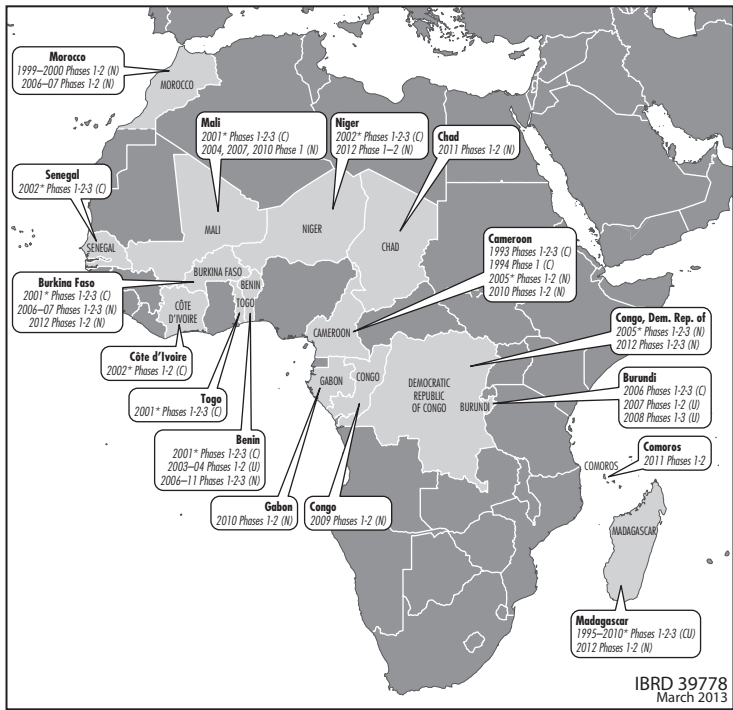 Morocco
1999–2000 Phases 1-2 (N)
2006–07 Phases 1-2 (N)
MOROCCO
Mali
2001* Phases 1-2-3 (C)
2004, 2007, 2010 Phase 1 (N)
Niger
2002* Phases 1-2-3 (C)
2012 Phase 1–2 (N)
Chad
2011 Phases 1-2 (N)
Senegal
2002* Phases 1-2-3 (C)
SENEGAL
MALI
NIGER
CHAD
Cameroon
1993 Phases 1-2-3 (C)
1994 Phase 1 (C)
2005* Phases 1-2 (N)
2010 Phases 1-2 (N)
Burkina Faso
2001* Phases 1-2-3 (C)
2006–07 Phases 1-2-3 (N)
2012 Phases 1-2 (N)
BURKINA FASO
BENIN
TOGO
CÔTE
D'IVOIRE
CAMEROON
Congo, Dem. Rep. of
2005* Phases 1-2-3 (N)
2012 Phases 1-2-3 (N)
Côte d'Ivoire
2002* Phases 1-2 (C)
Togo
2001* Phases 1-2-3 (C)
GABON
CONGO
DEMOCRATIC
REPUBLIC
OF CONGO
BURUNDI
Burundi
2006 Phases 1-2-3 (C)
2007 Phases 1-2 (U)
2008 Phases 1-3 (U)
Benin
2001* Phases 1-2-3 (C)
2003–04 Phases 1-2 (U)
2006–11 Phases 1-2-3 (N)
Comoros
2011 Phases 1-2
COMOROS
Gabon
2010 Phases 1-2 (N)
Congo
2009 Phases 1-2 (N)
MADAGASCAR
Madagascar
1995–2010* Phases 1-2-3 (CU)
2012 Phases 1-2 (N)
IBRD 39778
March 2013